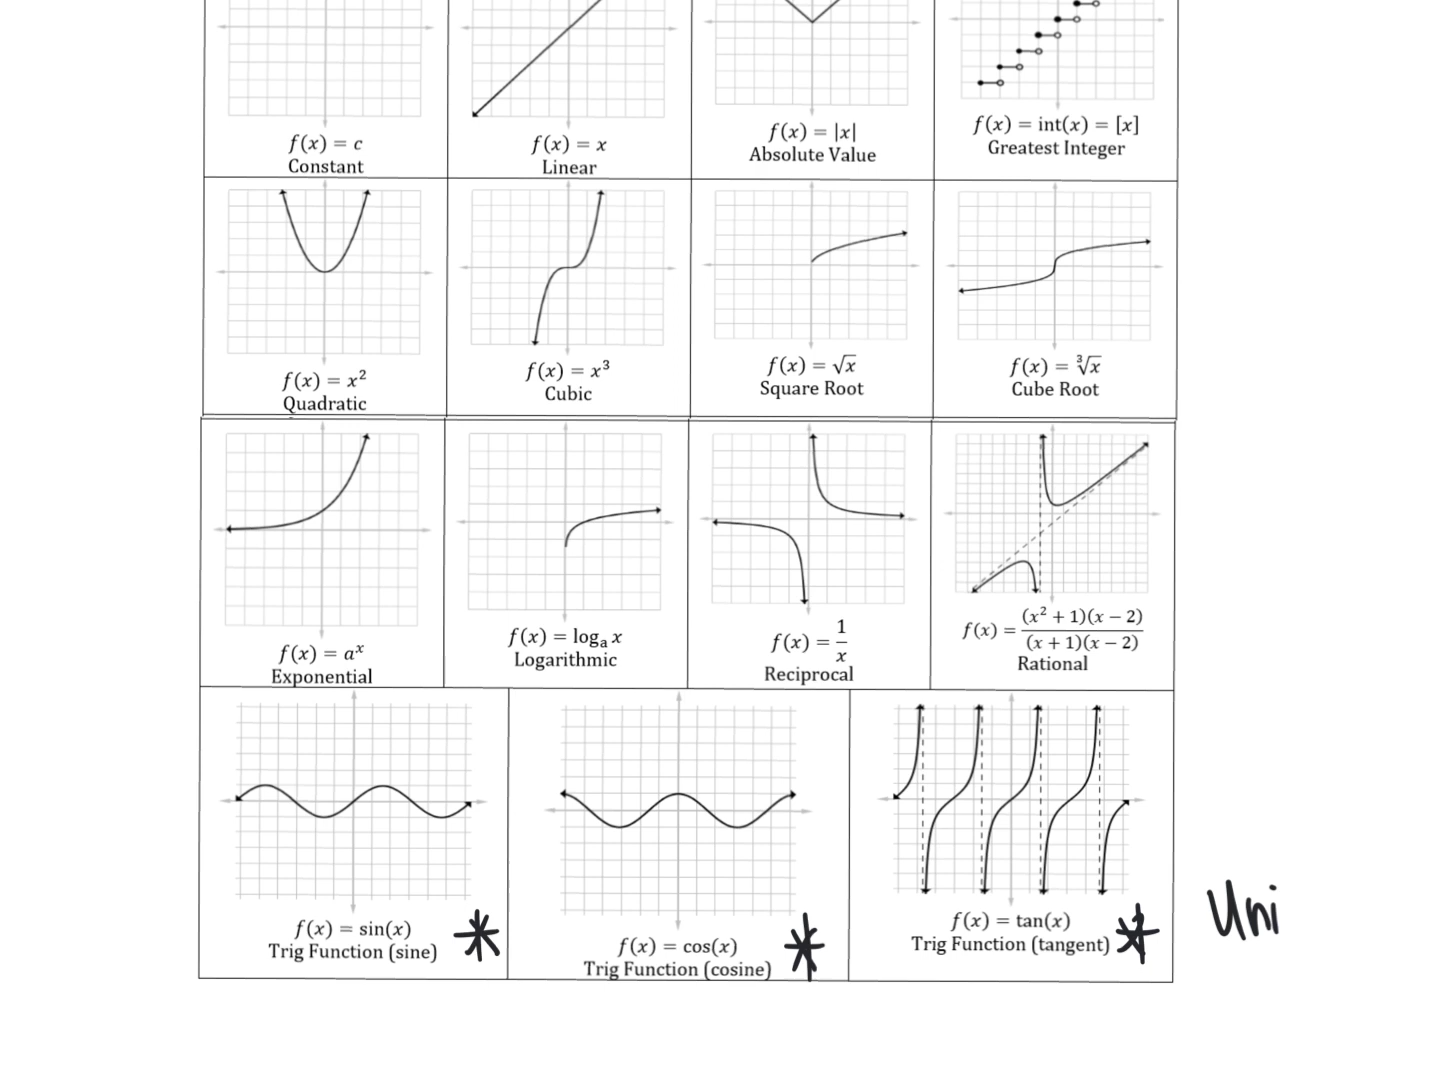 f(x) = c
Constant
f(x) = x
Linear
f(x) = |x|
Absolute Value
f(x) = int(x) = [x]
Greatest Integer
f(x) = x²
Quadratic
f(x) = x³
Cubic
f(x) = √x
Square Root
f(x) = ∛x
Cube Root
f(x) = aˣ
Exponential
f(x) = logₐ x
Logarithmic
f(x) = 1/x
Reciprocal
f(x) = (x² + 1)(x − 2)/(x + 1)(x − 2)
Rational
f(x) = sin(x)
Trig Function (sine)
f(x) = cos(x)
Trig Function (cosine)
f(x) = tan(x)
Trig Function (tangent)
Uni